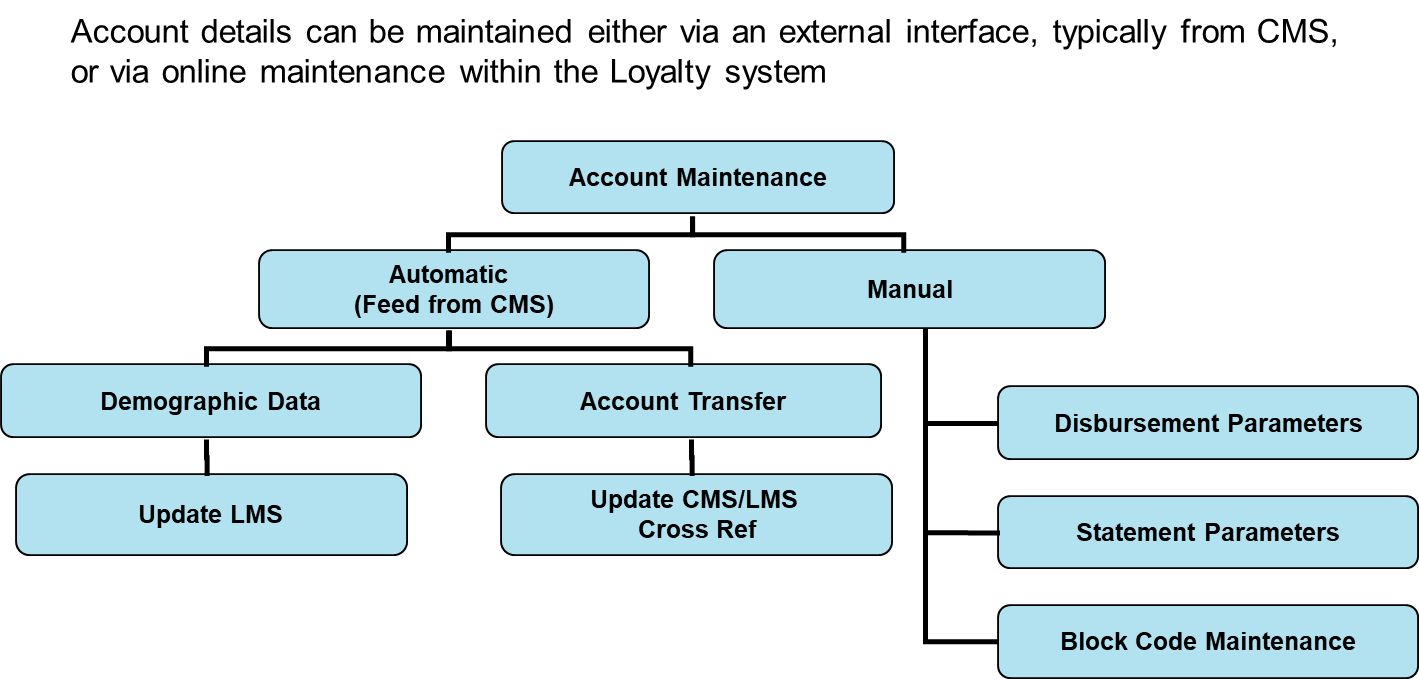 Account details can be maintained either via an external interface, typically from CMS,
or via online maintenance within the Loyalty system
Account Maintenance
Automatic
(Feed from CMS)
Manual
Demographic Data
Account Transfer
Disbursement Parameters
Update LMS
Update CMS/LMS
Cross Ref
Statement Parameters
Block Code Maintenance